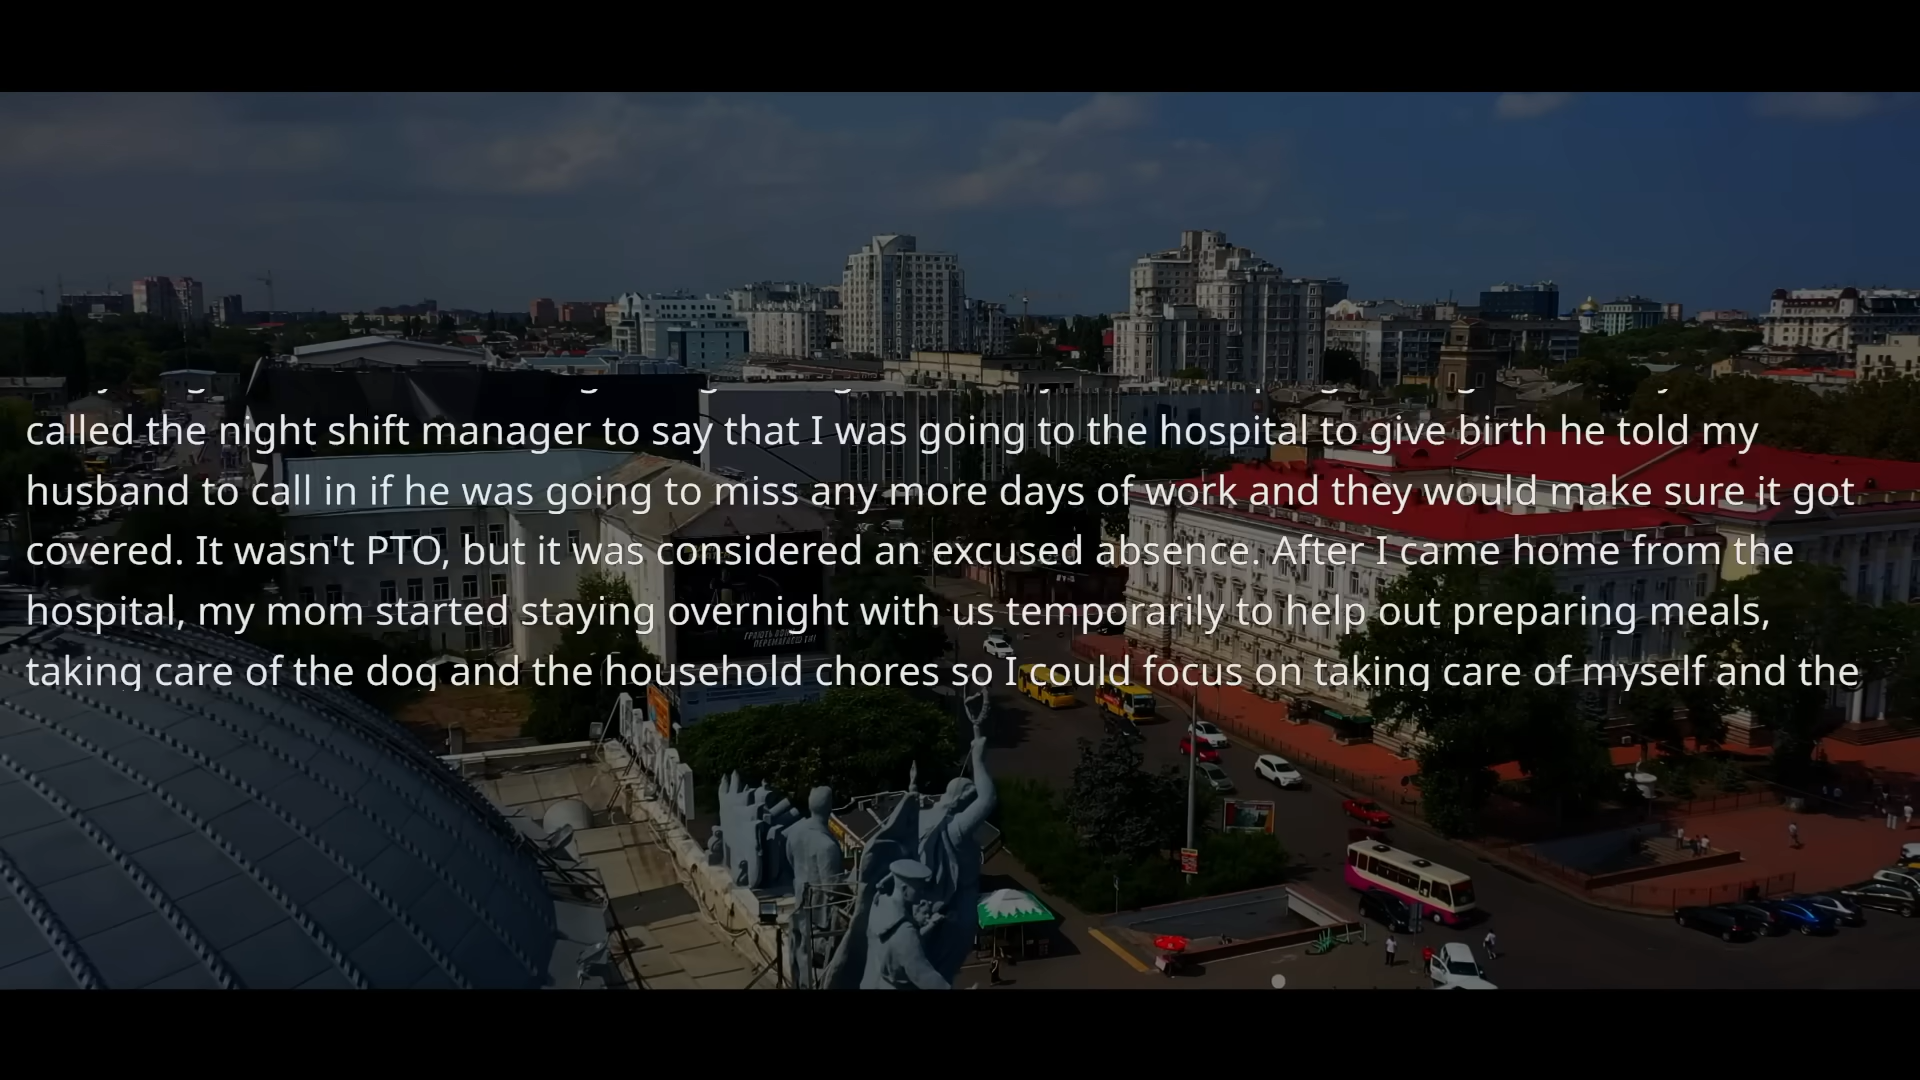 called the night shift manager to say that I was going to the hospital to give birth he told my
husband to call in if he was going to miss any more days of work and they would make sure it got
covered. It wasn't PTO, but it was considered an excused absence. After I came home from the
hospital, my mom started staying overnight with us temporarily to help out preparing meals,
taking care of the dog and the household chores so I could focus on taking care of myself and the